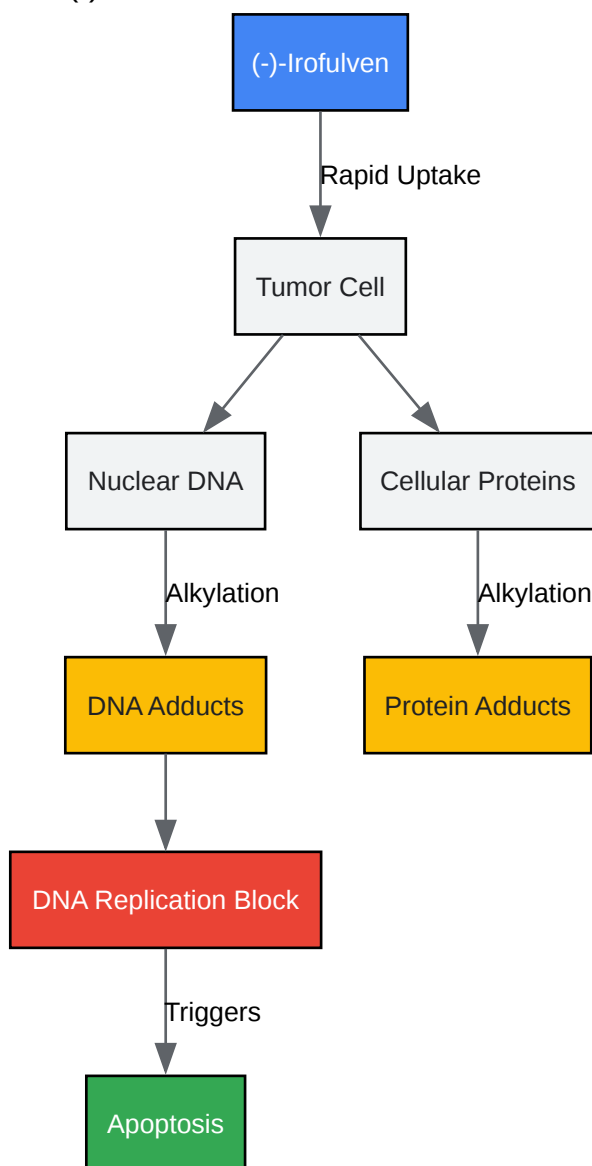 (-)-Irofulven
Rapid Uptake
Tumor Cell
Nuclear DNA
Cellular Proteins
Alkylation
Alkylation
DNA Adducts
Protein Adducts
DNA Replication Block
Triggers
Apoptosis